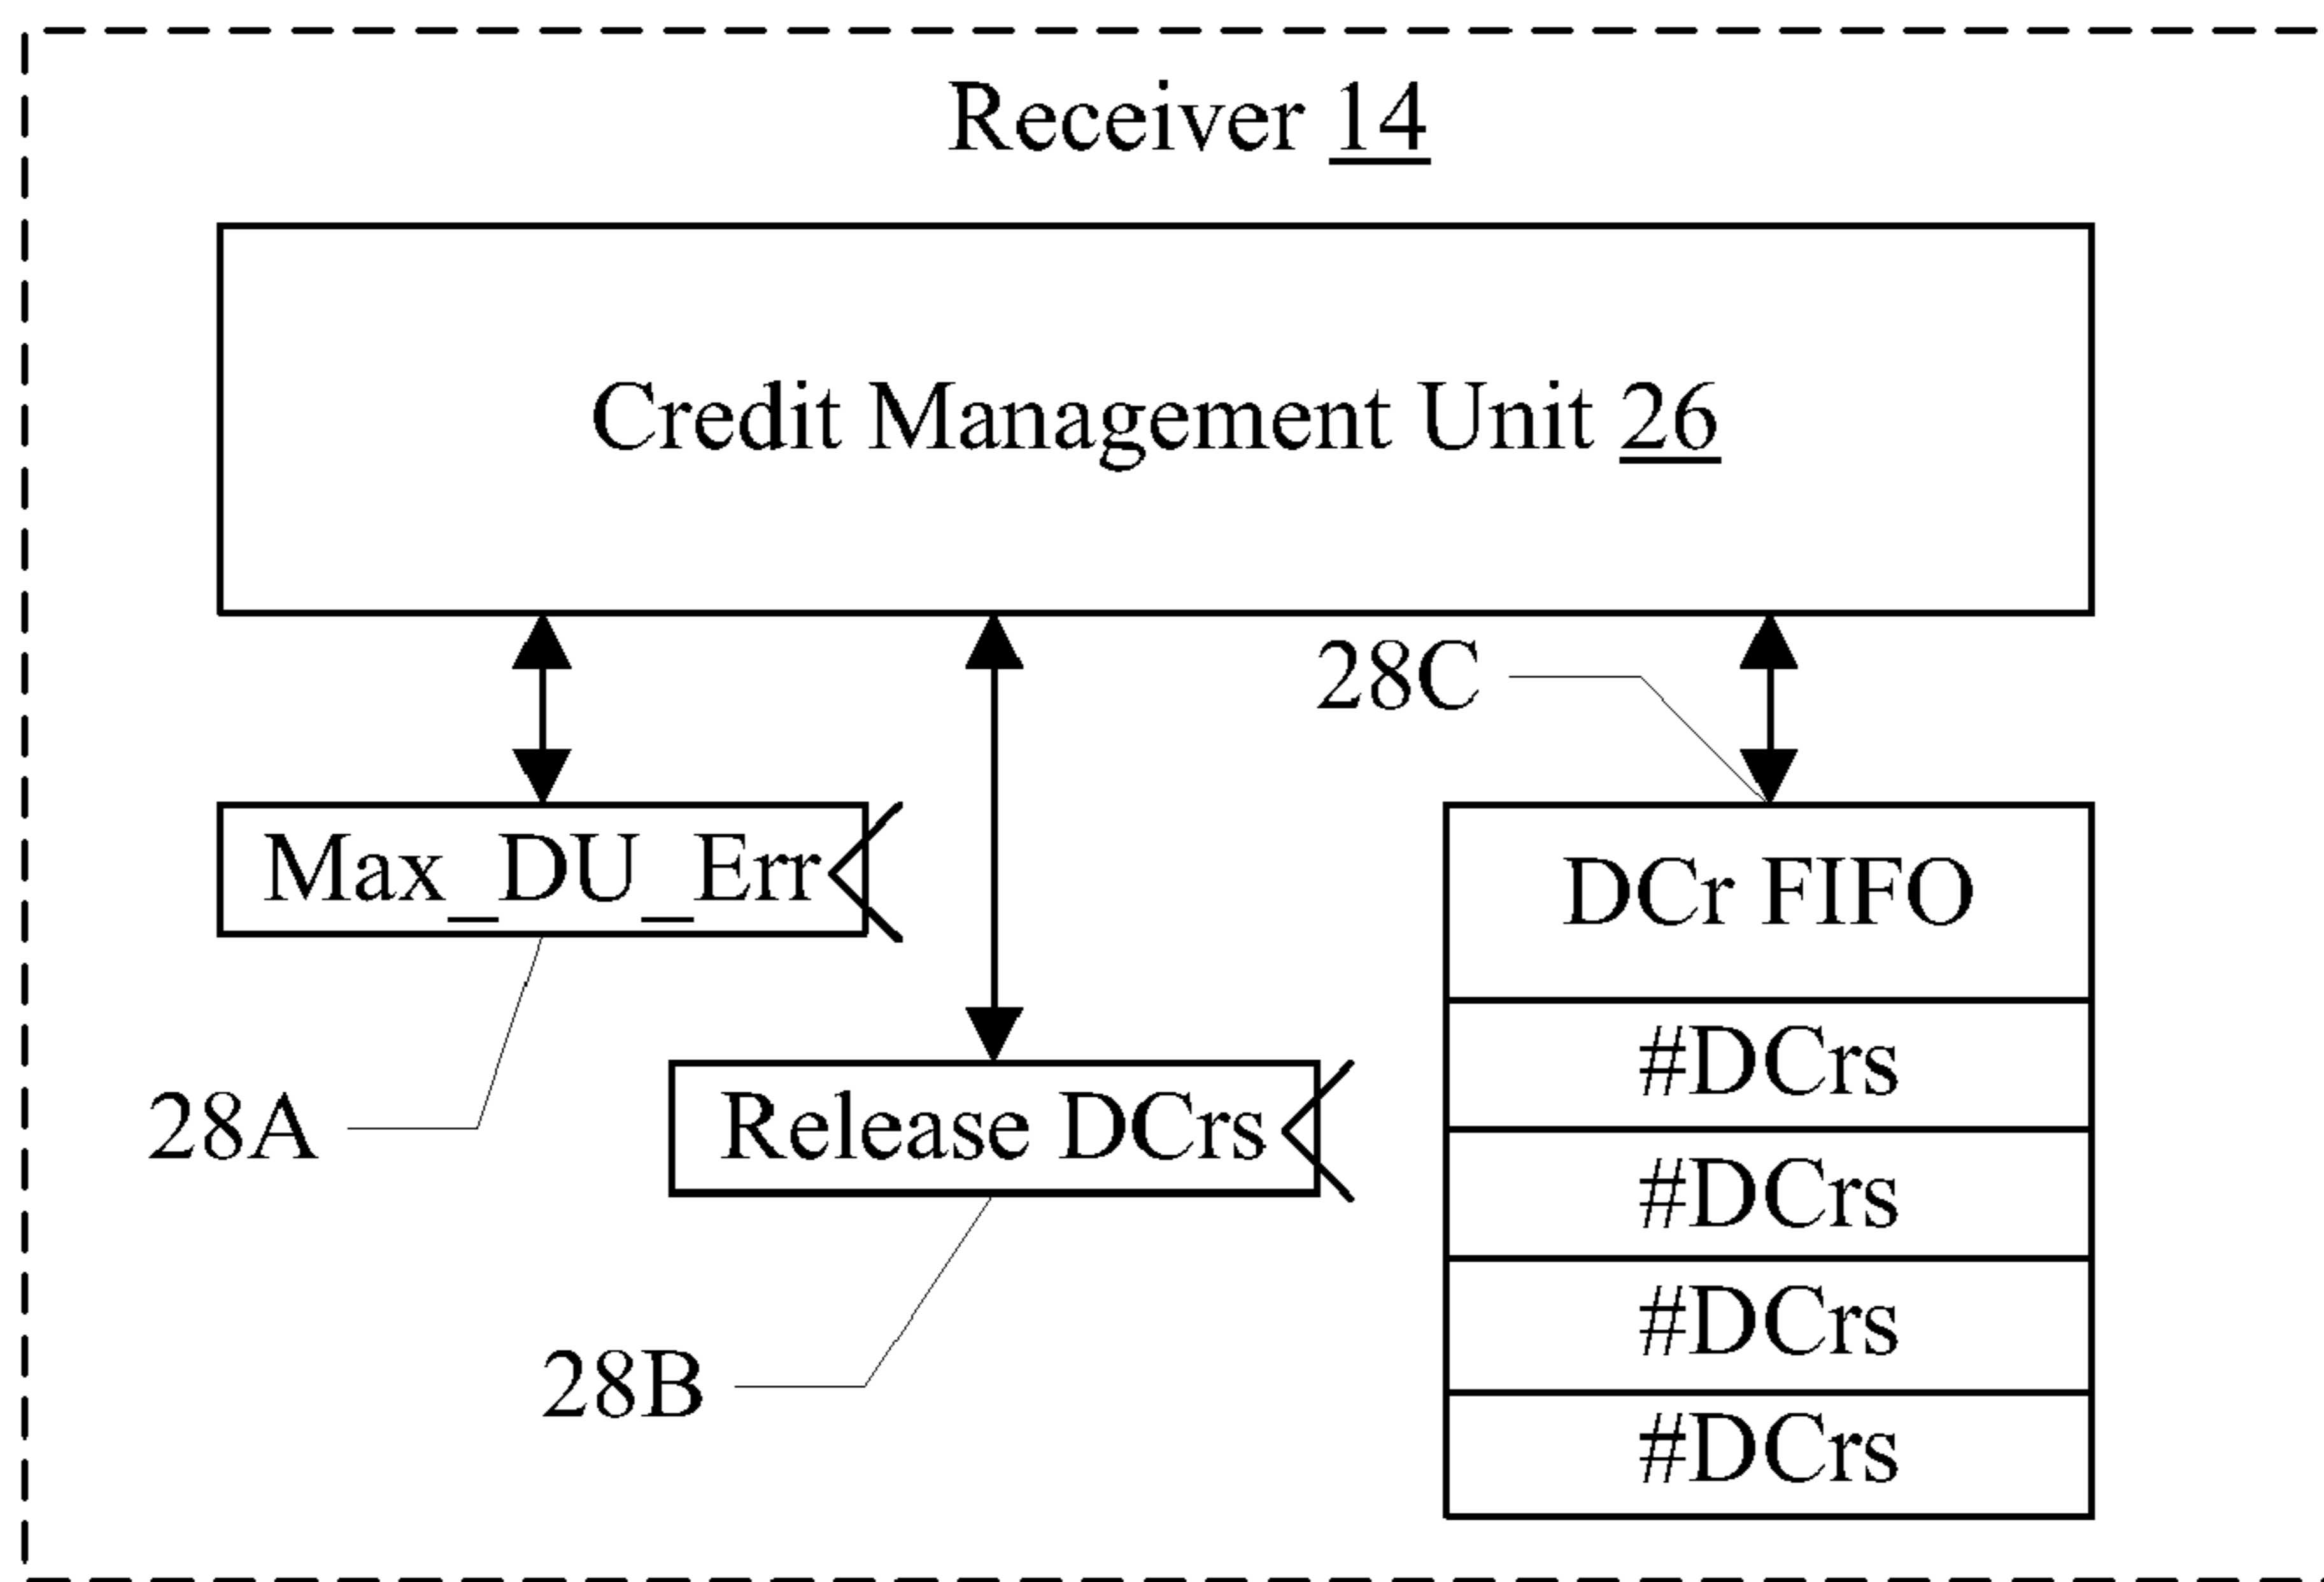 Receiver 14
Credit Management Unit 26
28C
Max_DU_Err
DCr FIFO
#DCrs
28A
Release DCrs
#DCrs
#DCrs
28B
#DCrs